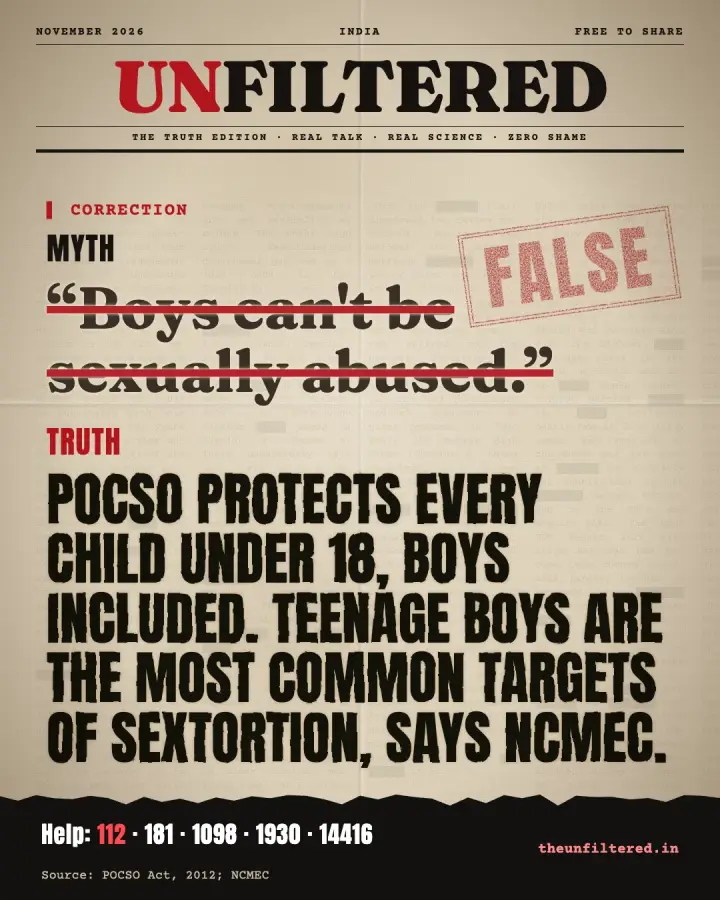 NOVEMBER 2026 INDIA FREE TO SHARE
UNFILTERED
THE TRUTH EDITION · REAL TALK · REAL SCIENCE · ZERO SHAME
CORRECTION
MYTH
FALSE
“Boys can't be
sexually abused.”
TRUTH
POCSO PROTECTS EVERY
CHILD UNDER 18, BOYS
INCLUDED. TEENAGE BOYS ARE
THE MOST COMMON TARGETS
OF SEXTORTION, SAYS NCMEC.
Help: 112 · 181 · 1098 · 1930 · 14416
theunfiltered.in
Source: POCSO Act, 2012; NCMEC